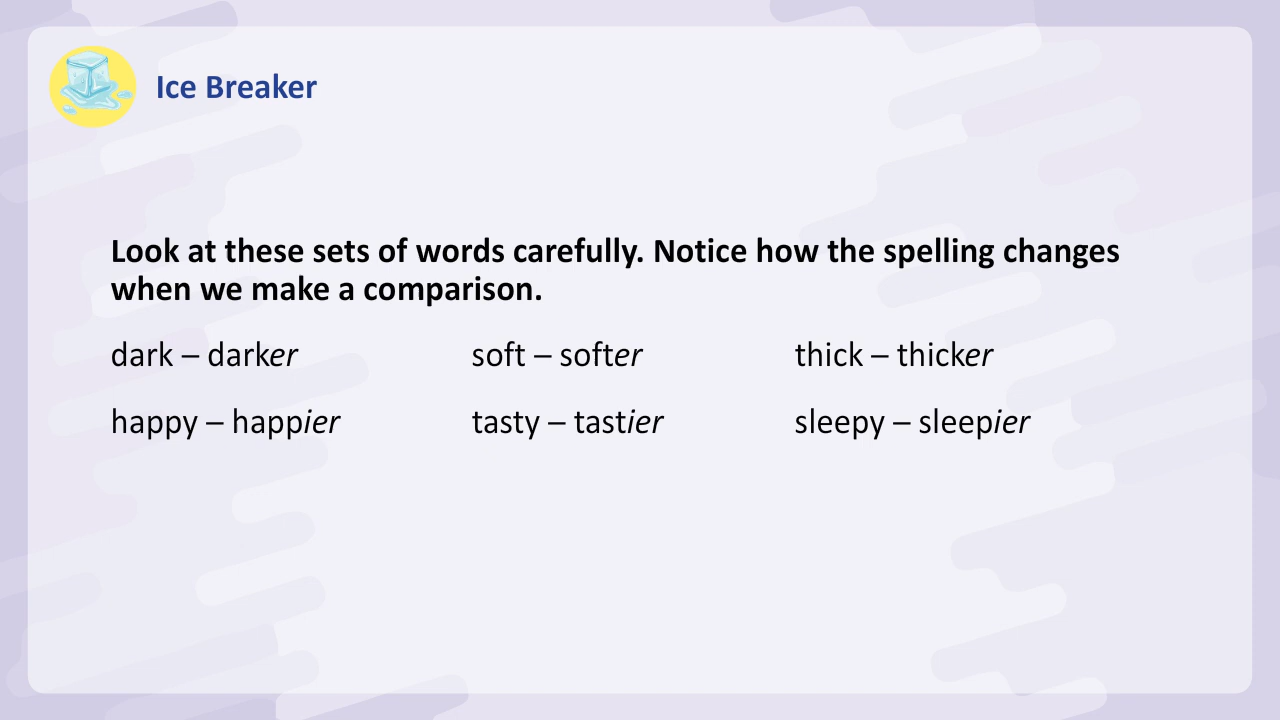 Ice Breaker
Look at these sets of words carefully. Notice how the spelling changes
when we make a comparison.
dark – darker soft – softer thick – thicker
happy – happier tasty – tastier sleepy – sleepier